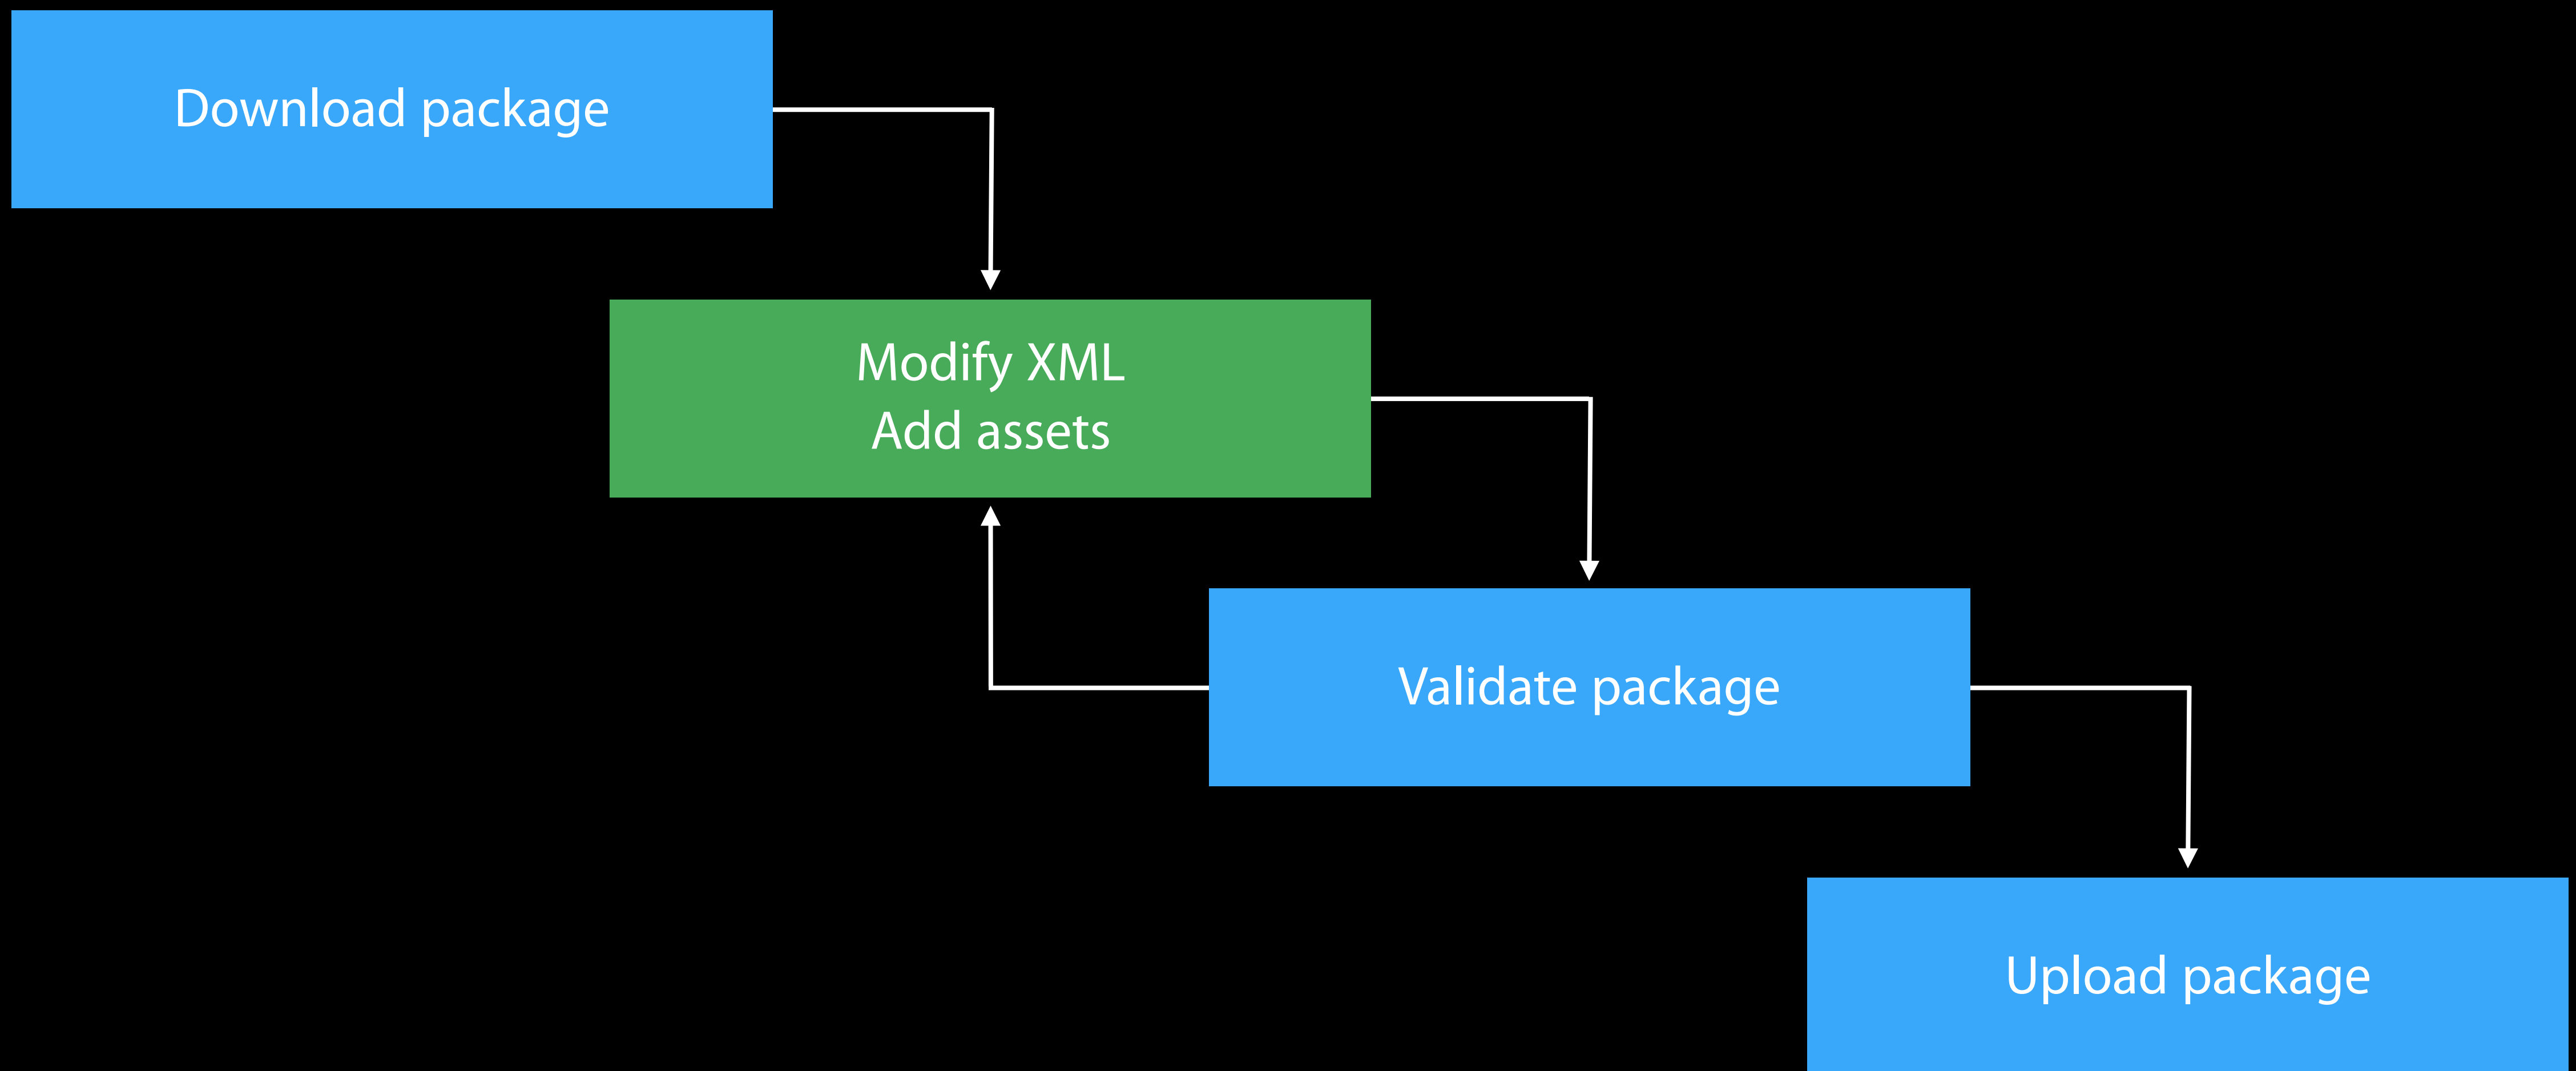 Download package
Modify XML
Add assets
Validate package
Upload package